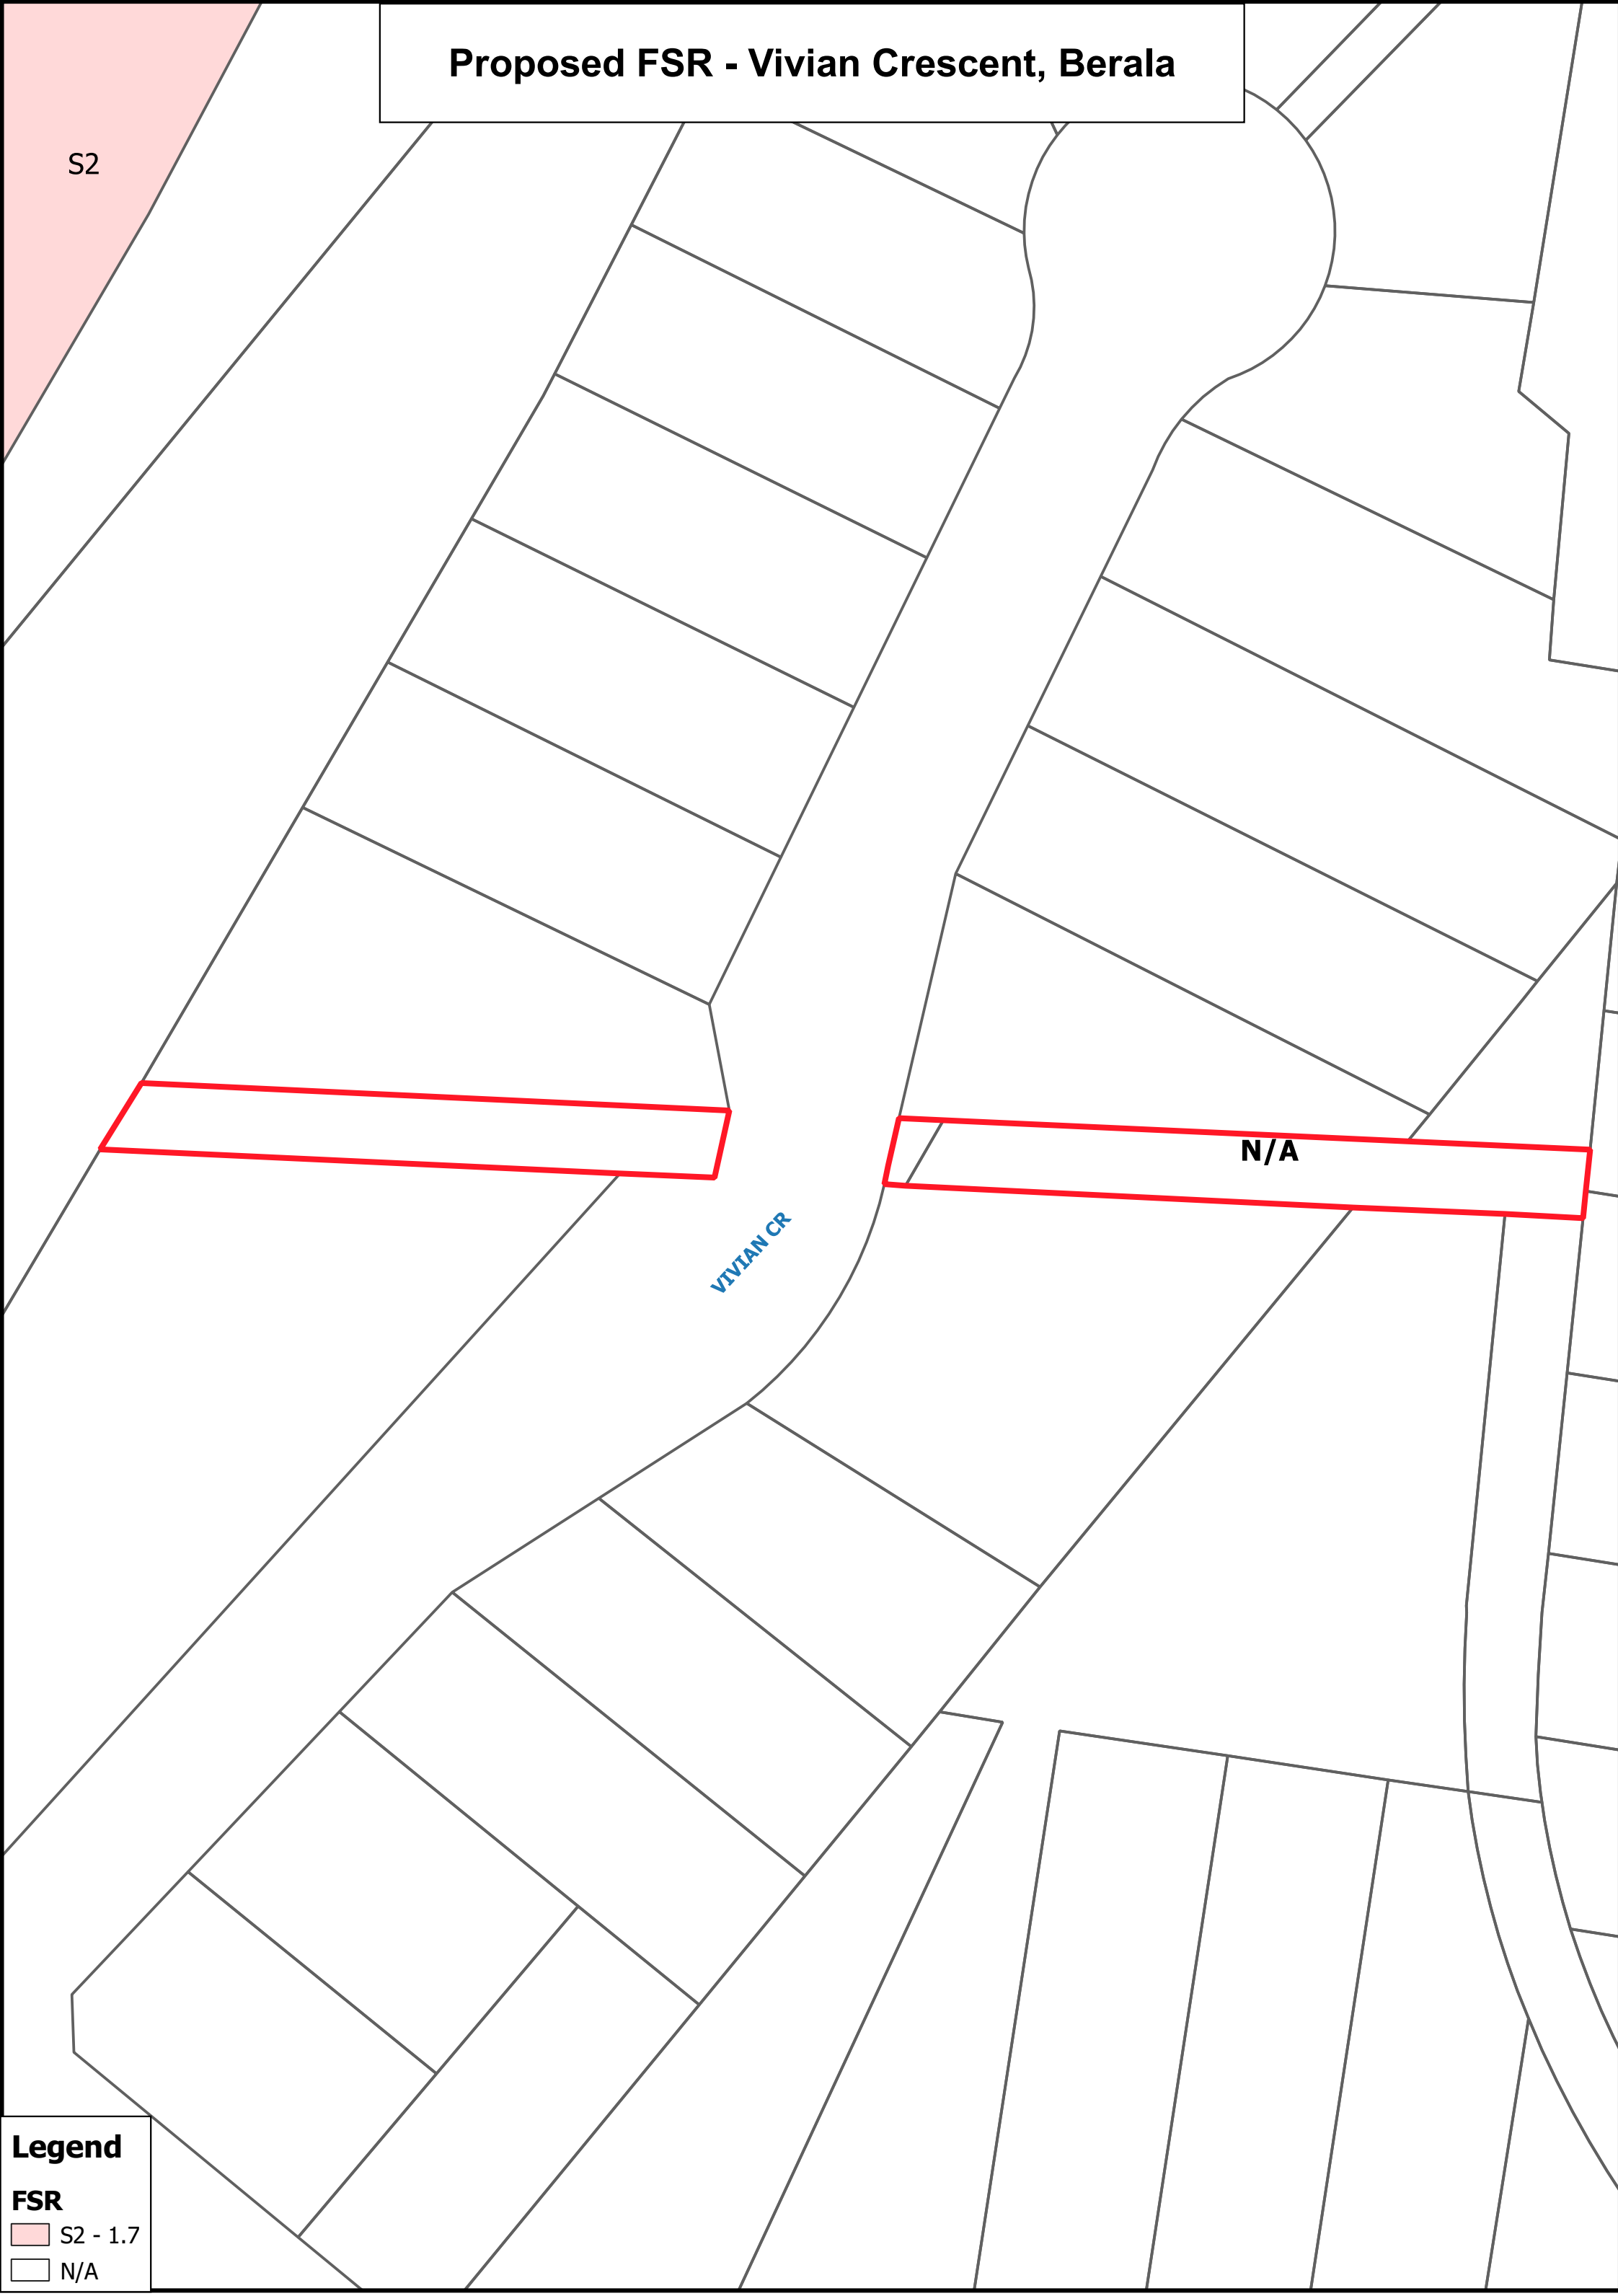 Proposed FSR - Vivian Crescent, Berala
S2
N/A
VIVIAN CR
Legend
FSR
S2 - 1.7
N/A